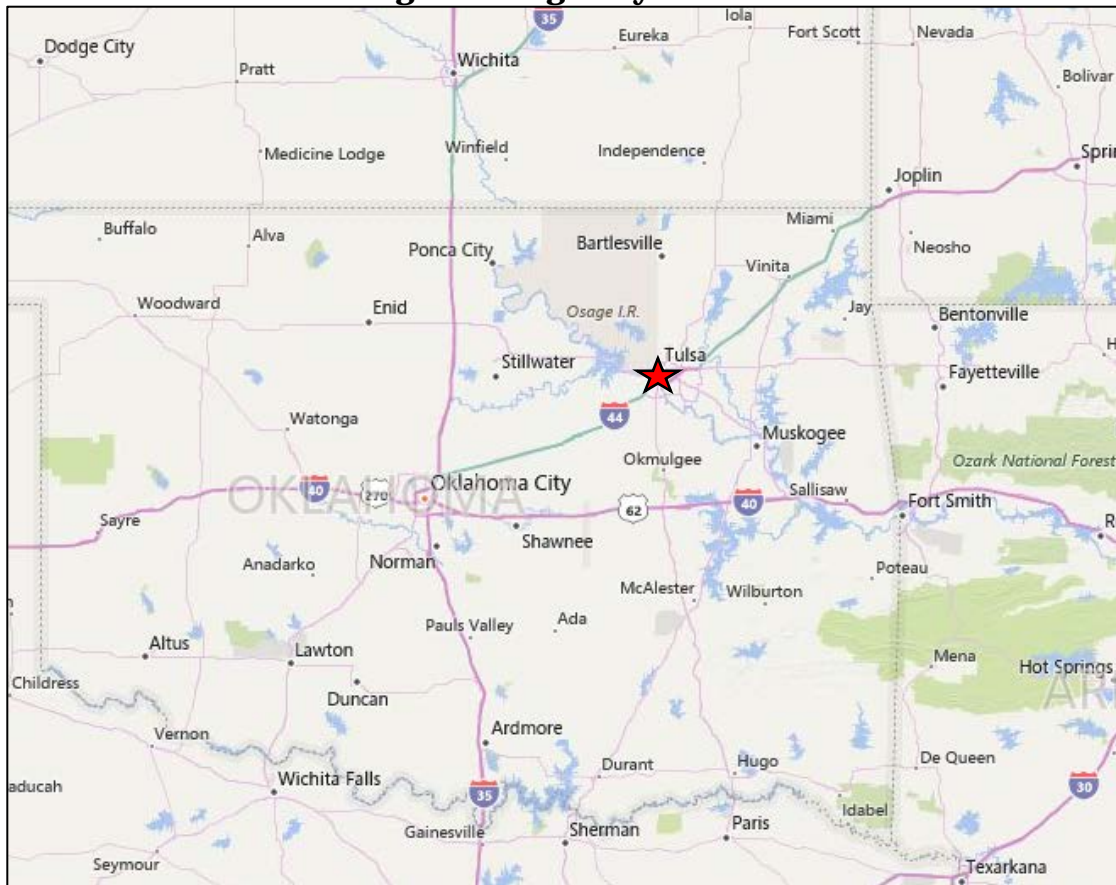 35
Iola
Fort Scott
Nevada
Eureka
Dodge City
Wichita
Pratt
Bolivar
Medicine Lodge
Winfield
Independence
Joplin
Miami
Buffalo
Alva
Ponca City
Bartlesville
Neosho
Vinita
Woodward
Enid
Osage I.R.
Jay
Bentonville
Stillwater
Tulsa
Fayetteville
44
Watonga
Muskogee
Okmulgee
Ozark National Forest
OKLAHOMA
Oklahoma City
40
270
62
40
Sallisaw
Fort Smith
Sayre
Shawnee
Norman
Anadarko
Poteau
McAlester
Wilburton
Pauls Valley
Ada
Altus
Lawton
Mena
Hot Springs
Childress
Duncan
AR
Ardmore
Vernon
De Queen
Durant
Hugo
Wichita Falls
35
30
Idabel
Gainesville
Sherman
Paris
Seymour
Texarkana